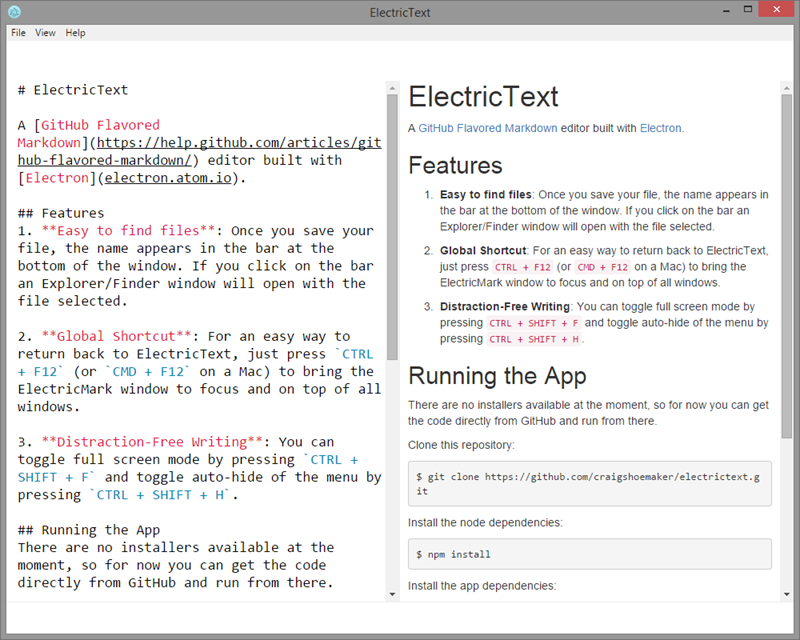 ElectricText
File View Help
# ElectricText
A [GitHub Flavored
Markdown](https://help.github.com/articles/git
hub-flavored-markdown/) editor built with
[Electron](electron.atom.io).
## Features
1. **Easy to find files**: Once you save your
file, the name appears in the bar at the
bottom of the window. If you click on the bar
an Explorer/Finder window will open with the
file selected.
2. **Global Shortcut**: For an easy way to
return back to ElectricText, just press `CTRL
+ F12` (or `CMD + F12` on a Mac) to bring the
ElectricMark window to focus and on top of all
windows.
3. **Distraction-Free Writing**: You can
toggle full screen mode by pressing `CTRL +
SHIFT + F` and toggle auto-hide of the menu by
pressing `CTRL + SHIFT + H`.
## Running the App
There are no installers available at the
moment, so for now you can get the code
directly from GitHub and run from there.
ElectricText
A GitHub Flavored Markdown editor built with Electron.
Features
1. Easy to find files: Once you save your file, the name appears in
the bar at the bottom of the window. If you click on the bar an
Explorer/Finder window will open with the file selected.
2. Global Shortcut: For an easy way to return back to ElectricText,
just press CTRL + F12 (or CMD + F12 on a Mac) to bring the
ElectricMark window to focus and on top of all windows.
3. Distraction-Free Writing: You can toggle full screen mode by
pressing CTRL + SHIFT + F and toggle auto-hide of the menu by
pressing CTRL + SHIFT + H.
Running the App
There are no installers available at the moment, so for now you can get
the code directly from GitHub and run from there.
Clone this repository:
$ git clone https://github.com/craigshoemaker/electrictext.g
it
Install the node dependencies:
$ npm install
Install the app dependencies: